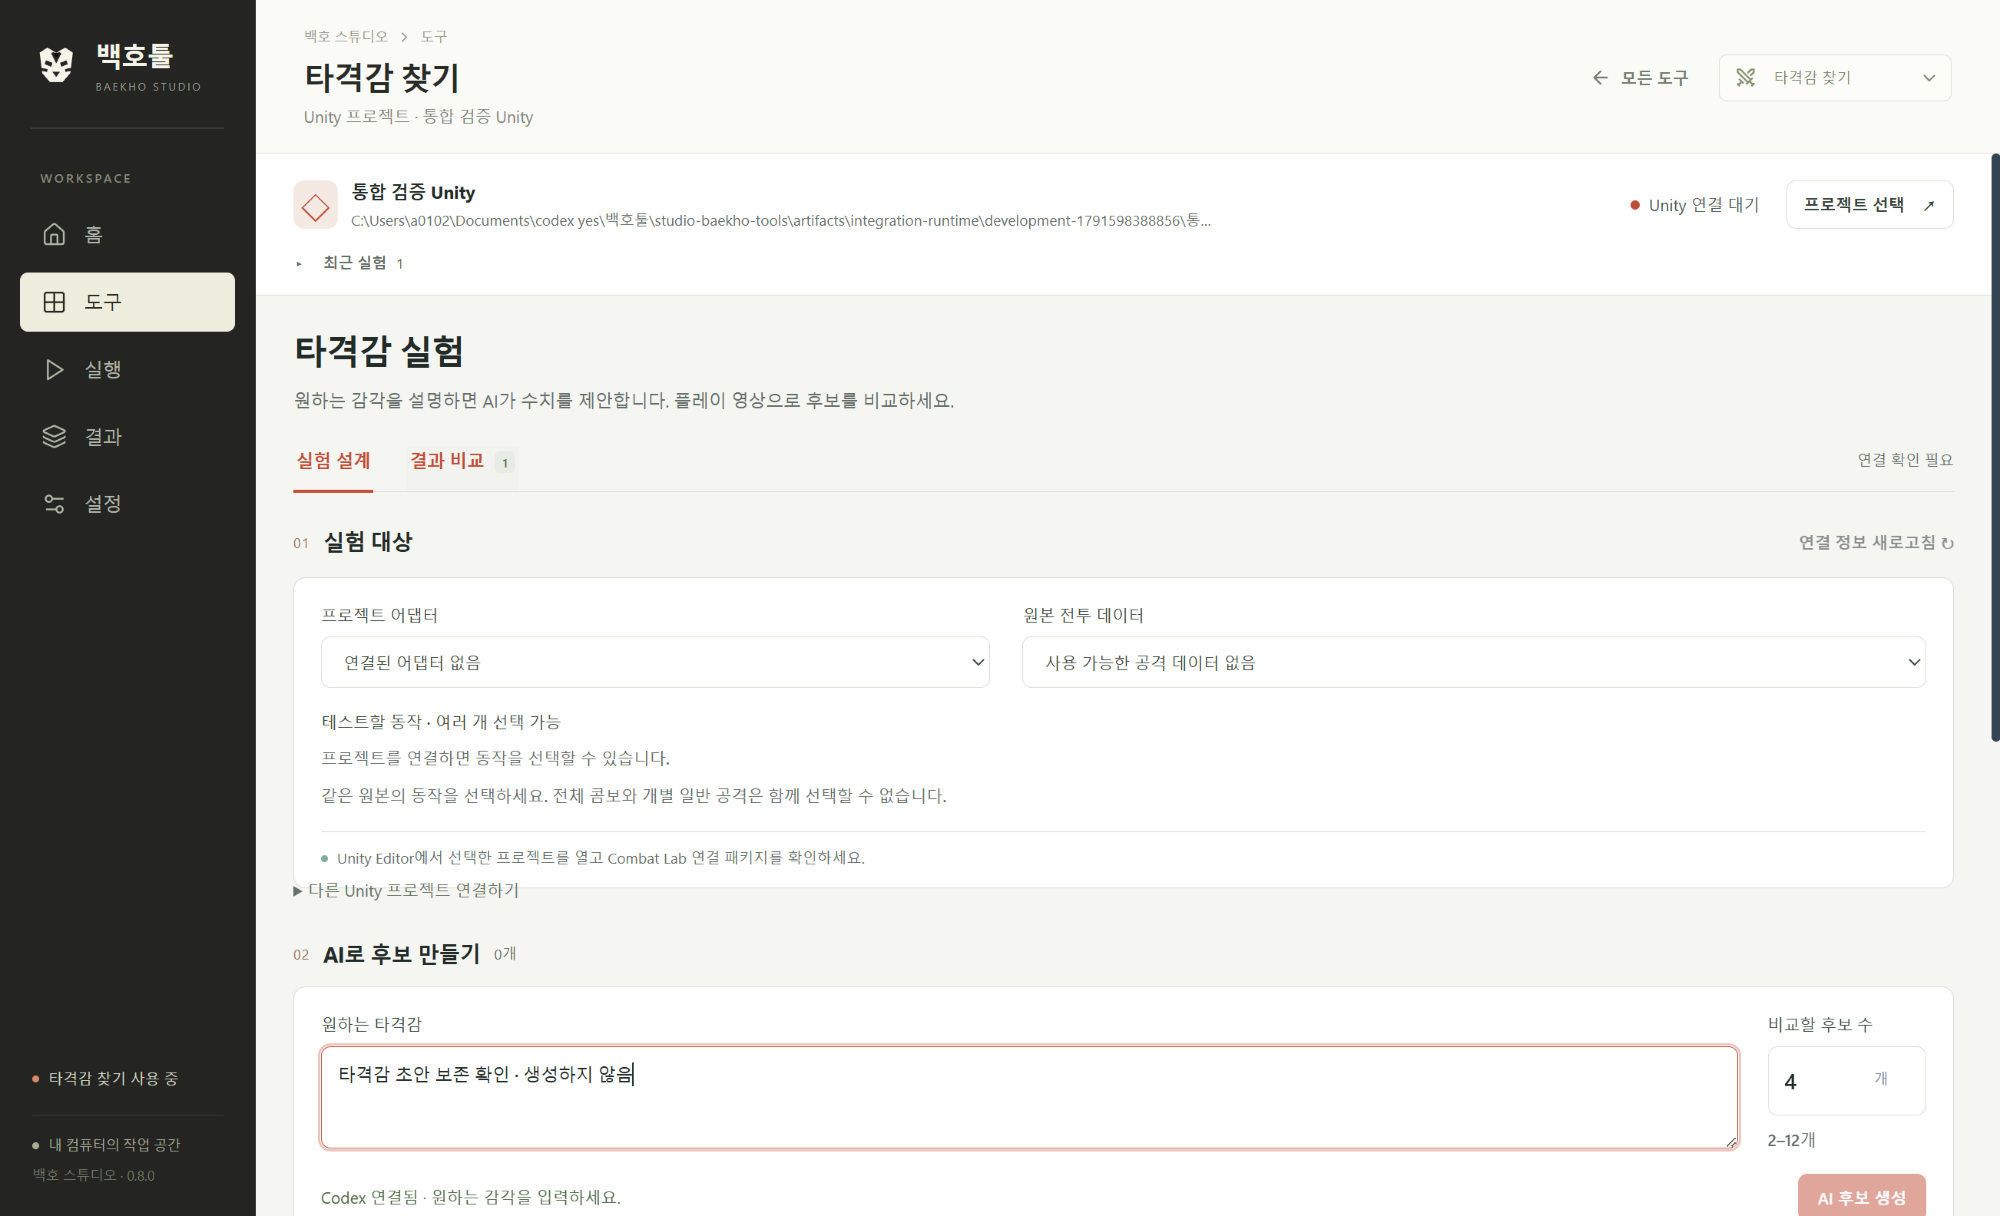 백호툴
BAEKHO STUDIO
WORKSPACE
홈
도구
실행
결과
설정
타격감 찾기 사용 중
내 컴퓨터의 작업 공간
백호 스튜디오 · 0.8.0
백호 스튜디오 > 도구
타격감 찾기
Unity 프로젝트 · 통합 검증 Unity
← 모든 도구
타격감 찾기
통합 검증 Unity
C:\Users\a0102\Documents\codex yes\백호툴\studio-baekho-tools\artifacts\integration-runtime\development-1791598388856\통...
Unity 연결 대기
프로젝트 선택 ↗
▸ 최근 실험 1
타격감 실험
원하는 감각을 설명하면 AI가 수치를 제안합니다. 플레이 영상으로 후보를 비교하세요.
실험 설계
결과 비교 1
연결 확인 필요
01 실험 대상
연결 정보 새로고침 ↻
프로젝트 어댑터
연결된 어댑터 없음
원본 전투 데이터
사용 가능한 공격 데이터 없음
테스트할 동작 · 여러 개 선택 가능
프로젝트를 연결하면 동작을 선택할 수 있습니다.
같은 원본의 동작을 선택하세요. 전체 콤보와 개별 일반 공격은 함께 선택할 수 없습니다.
Unity Editor에서 선택한 프로젝트를 열고 Combat Lab 연결 패키지를 확인하세요.
▶ 다른 Unity 프로젝트 연결하기
02 AI로 후보 만들기 0개
원하는 타격감
타격감 초안 보존 확인 · 생성하지 않음
비교할 후보 수
4 개
2–12개
Codex 연결됨 · 원하는 감각을 입력하세요.
AI 후보 생성